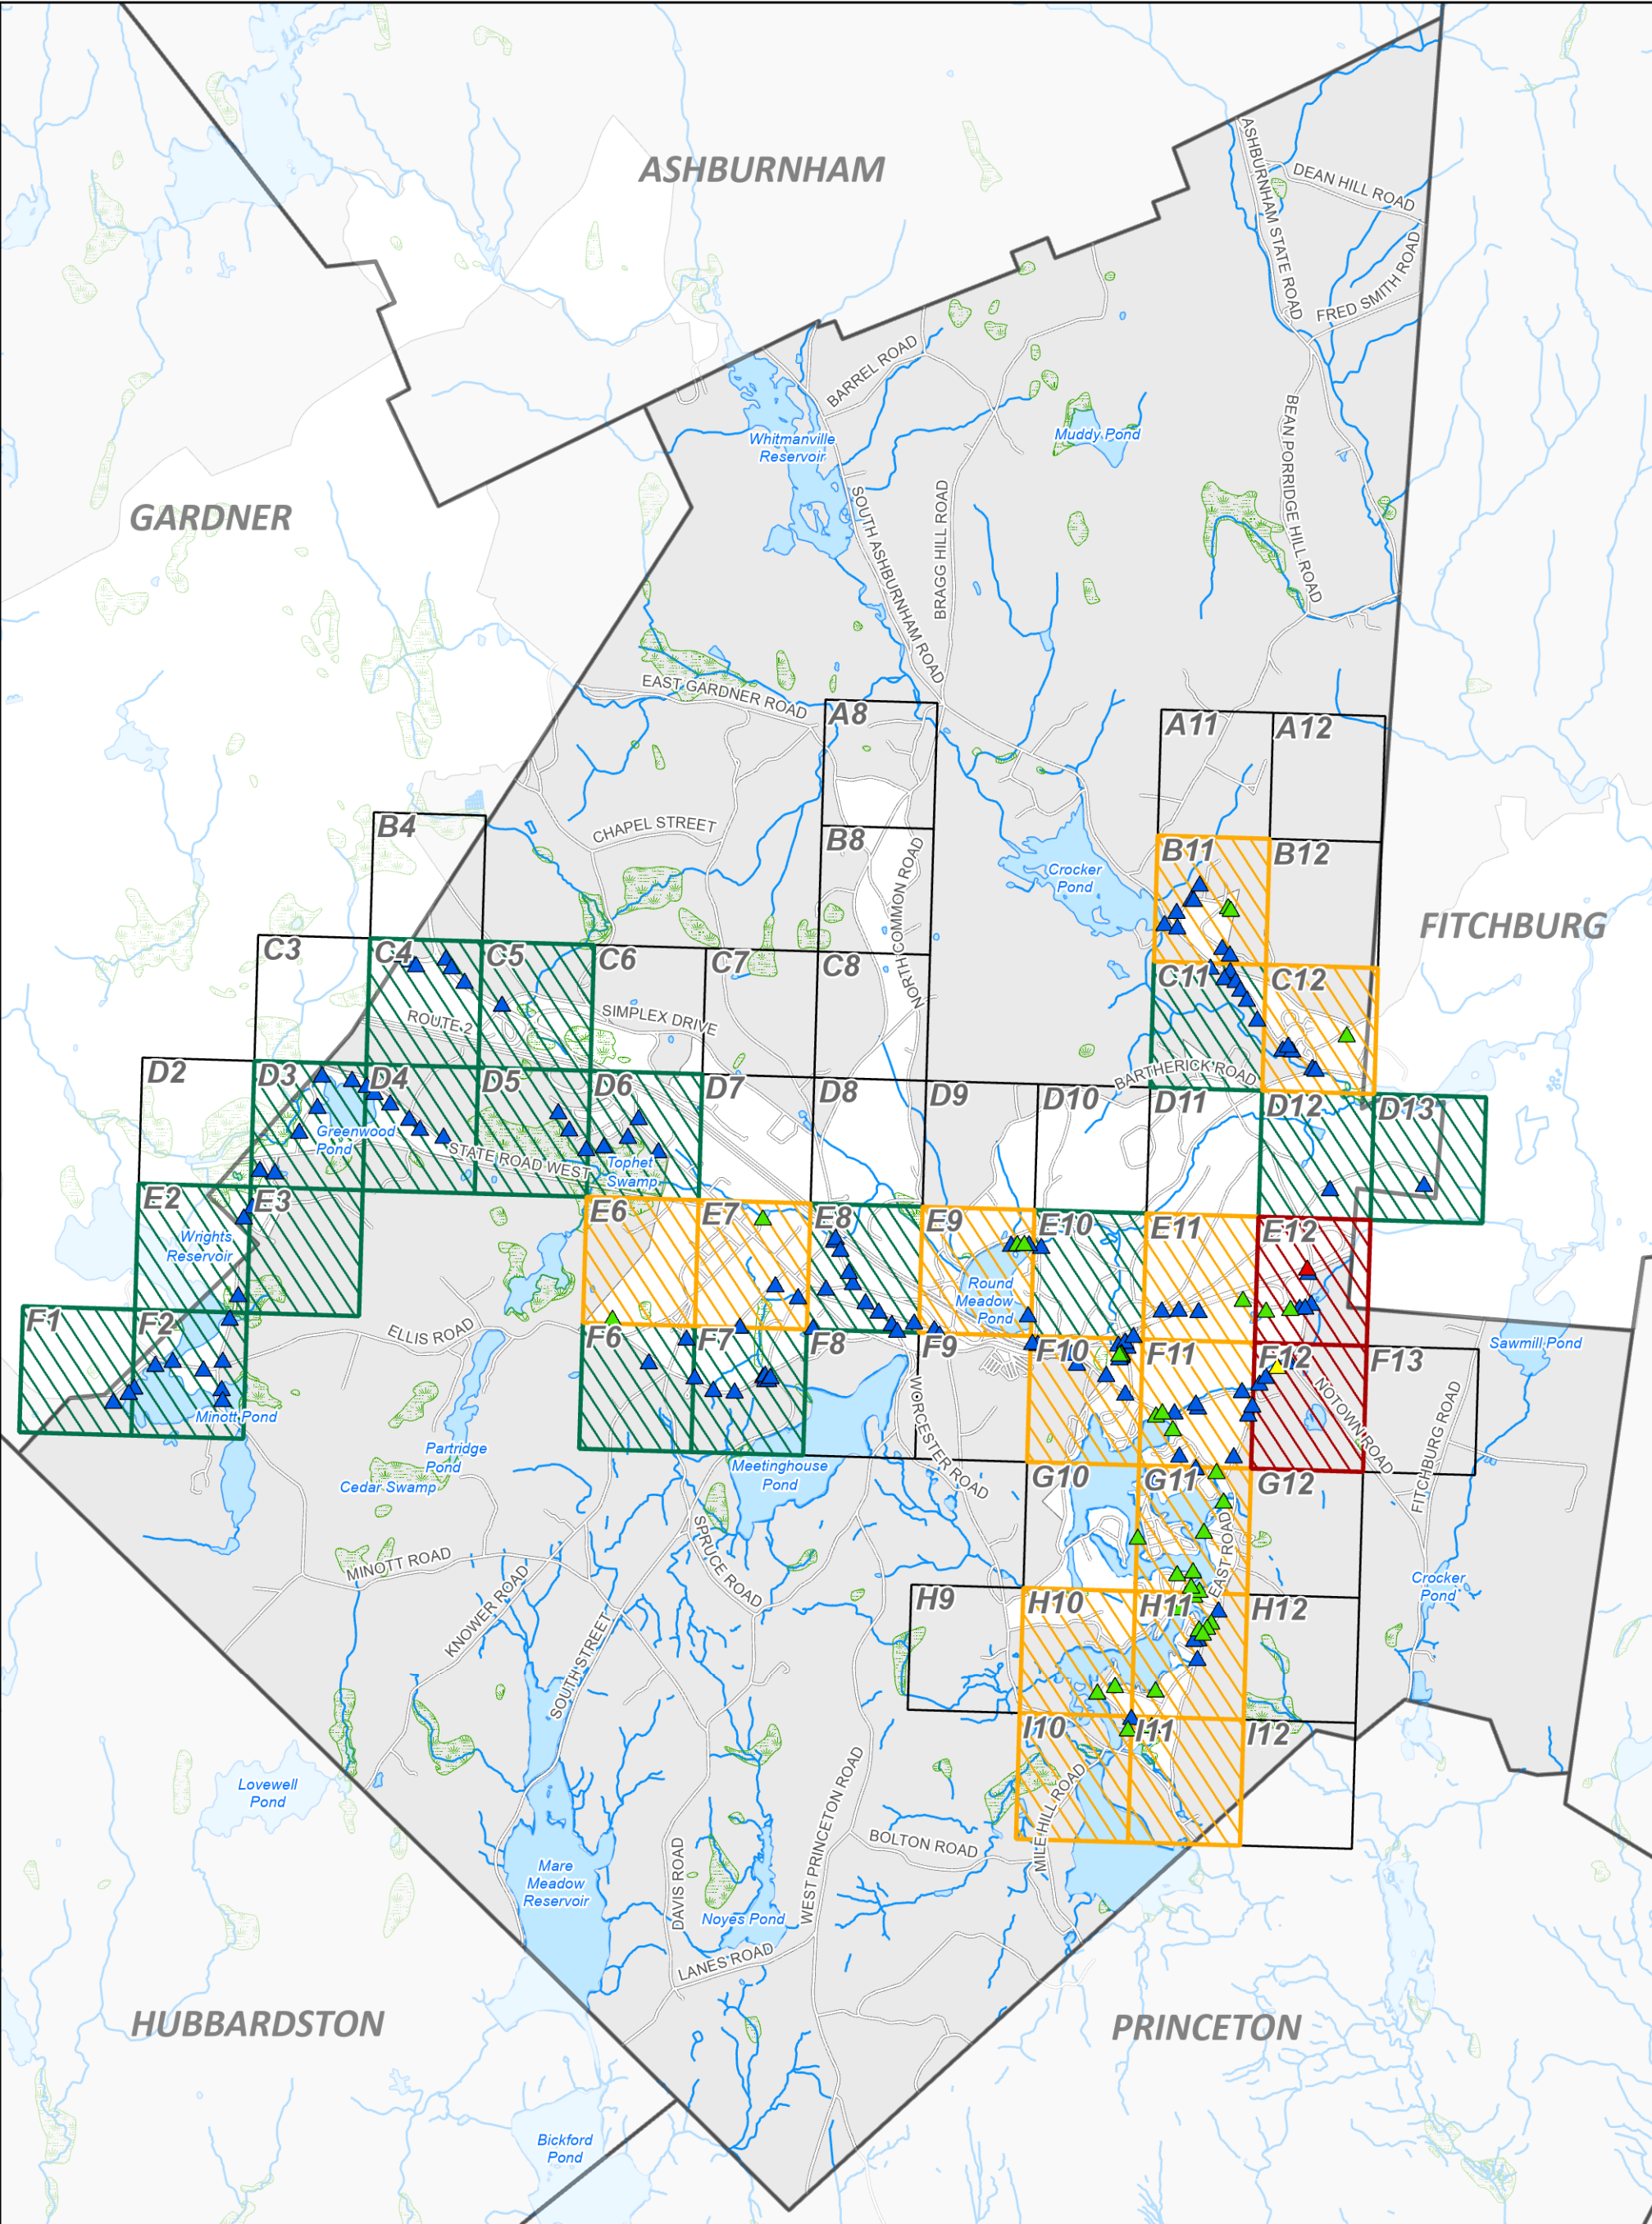 ASHBURNHAM
ASHBURNHAM STATE ROAD
DEAN HILL ROAD
FRED SMITH ROAD
BARREL ROAD
BEAN PORRIDGE HILL ROAD
Whitmanville
Reservoir
Muddy Pond
GARDNER
SOUTH ASHBURNHAM ROAD
BRAGG HILL ROAD
EAST GARDNER ROAD
A8
A11
A12
CHAPEL STREET
B4
B8
B11
B12
NORTH COMMON ROAD
Crocker
Pond
FITCHBURG
C3
C4
C5
C6
C7
C8
C11
C12
ROUTE 2
SIMPLEX DRIVE
BARTHERICK ROAD
D2
D3
D4
D5
D6
D7
D8
D9
D10
D11
D12
D13
Greenwood
Pond
STATE ROAD WEST
Tophet
Swamp
E2
E3
E6
E7
E8
E9
E10
E11
E12
Wrights
Reservoir
Round
Meadow
Pond
F1
F2
ELLIS ROAD
F6
F7
F8
F9
F10
F11
F12
F13
Sawmill Pond
Minott Pond
NOTOWN ROAD
FITCHBURG ROAD
WORCESTER ROAD
Partridge
Pond
Cedar Swamp
Meetinghouse
Pond
G10
G11
G12
EAST ROAD
SPRUCE ROAD
MINOTT ROAD
KNOWER ROAD
SOUTH STREET
Crocker
Pond
H9
H10
H11
H12
I10
I11
I12
Lovewell
Pond
MILE HILL ROAD
WEST PRINCETON ROAD
BOLTON ROAD
DAVIS ROAD
Mare
Meadow
Reservoir
Noyes Pond
LANES ROAD
HUBBARDSTON
PRINCETON
Bickford
Pond